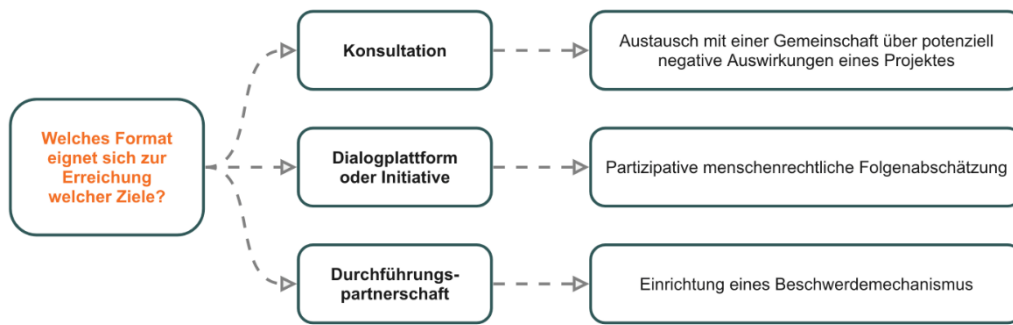 Welches Format
eignet sich zur
Erreichung
welcher Ziele?
Konsultation
Austausch mit einer Gemeinschaft über potenziell
negative Auswirkungen eines Projektes
Dialogplattform
oder Initiative
Partizipative menschenrechtliche Folgenabschätzung
Durchführungs-
partnerschaft
Einrichtung eines Beschwerdemechanismus